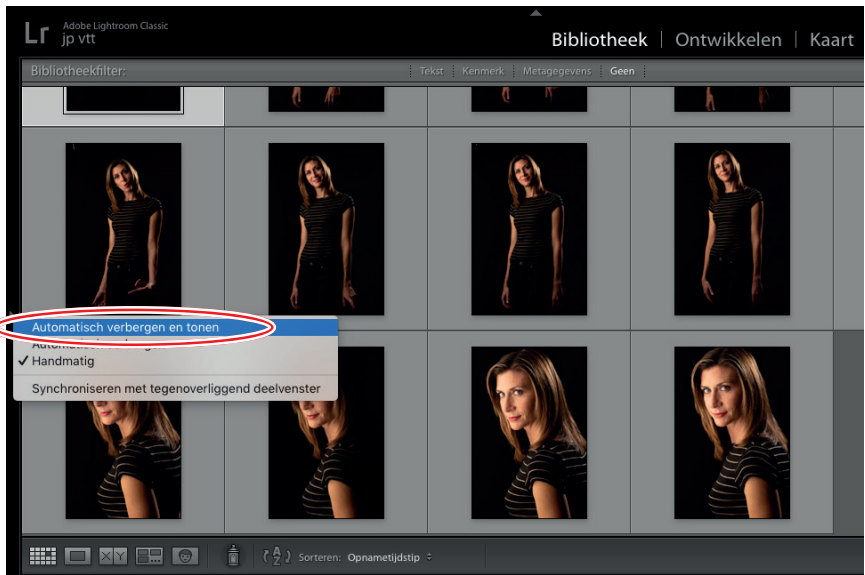 Lr Adobe Lightroom Classic
jp vtt
Bibliotheek | Ontwikkelen | Kaart
Bibliotheekfilter: Tekst Kenmerk Metagegevens Geen
Automatisch verbergen en tonen
✓ Handmatig
Synchroniseren met tegenoverliggend deelvenster
XY Sorteren: Opnametijdstip